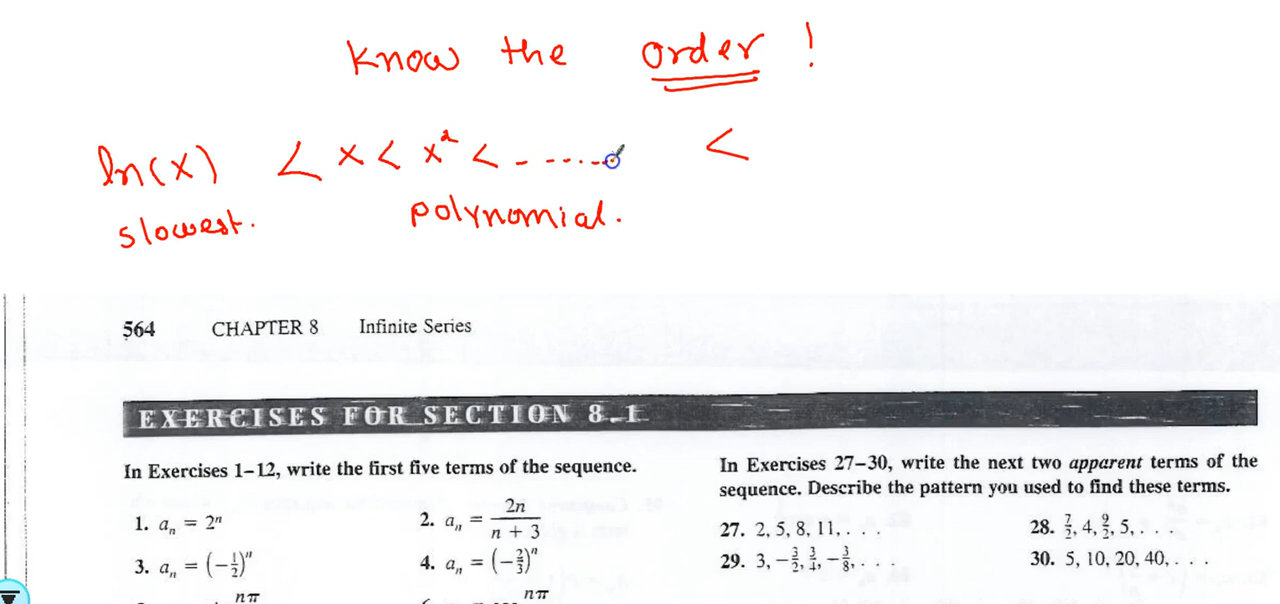 Know the order !
ln(x) < x < x² < - ----- <
slowest. polynomial.
564 CHAPTER 8 Infinite Series
EXERCISES FOR SECTION 8.1
In Exercises 1–12, write the first five terms of the sequence.
1. aₙ = 2ⁿ
2. aₙ = 2n / (n + 3)
3. aₙ = (−1/2)ⁿ
4. aₙ = (−2/3)ⁿ
nπ
nπ
In Exercises 27–30, write the next two apparent terms of the
sequence. Describe the pattern you used to find these terms.
27. 2, 5, 8, 11, . . .
28. 7/2, 4, 9/2, 5, . . .
29. 3, −3/2, 3/4, −3/8, . . .
30. 5, 10, 20, 40, . . .